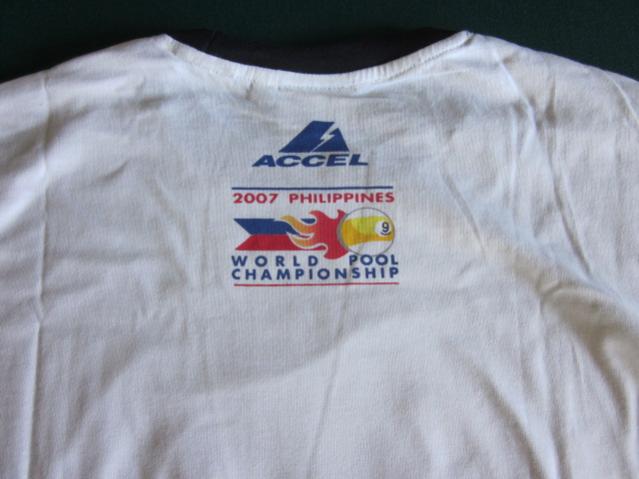 ACCEL
2007 PHILIPPINES
9
WORLD POOL
CHAMPIONSHIP